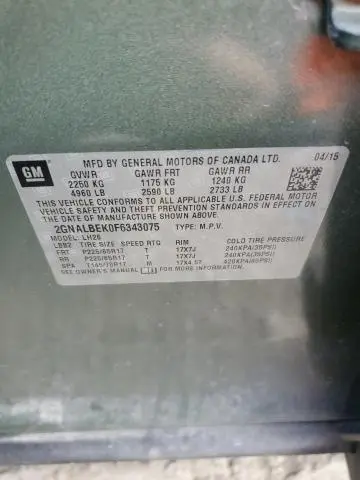 GM
MFD BY GENERAL MOTORS OF CANADA LTD. 04/15
GVWR GAWR FRT GAWR RR
2250 KG 1175 KG 1240 KG
4960 LB 2590 LB 2733 LB
THIS VEHICLE CONFORMS TO ALL APPLICABLE U.S. FEDERAL MOTOR
VEHICLE SAFETY AND THEFT PREVENTION STANDARDS IN EFFECT ON
THE DATE OF MANUFACTURE SHOWN ABOVE.
2GNALBEK0F6343075 TYPE: M.P.V.
MODEL: LH26
TIRE SIZE SPEED RTG RIM COLD TIRE PRESSURE
FRT P225/65R17 T 17X7J 240KPA(35PSI)
RR P225/65R17 T 17X7J 240KPA(35PSI)
SPA T145/70R17 M 17X4.5T 420KPA(60PSI)
SEE OWNER'S MANUAL FOR ADDITIONAL INFORMATION.